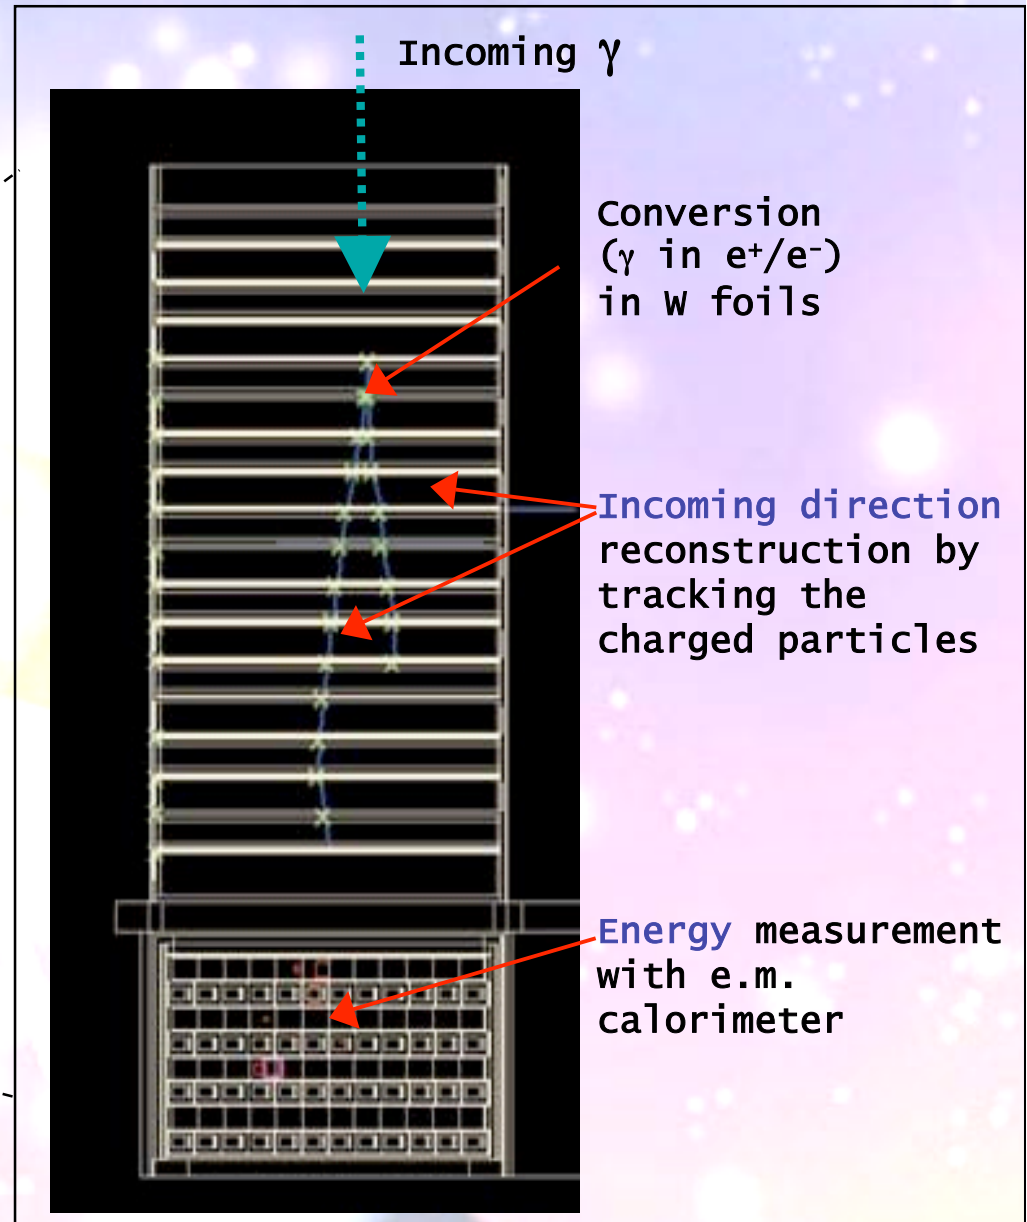 Incoming γ
Conversion
(γ in e⁺/e⁻)
in W foils
Incoming direction
reconstruction by
tracking the
charged particles
Energy measurement
with e.m.
calorimeter